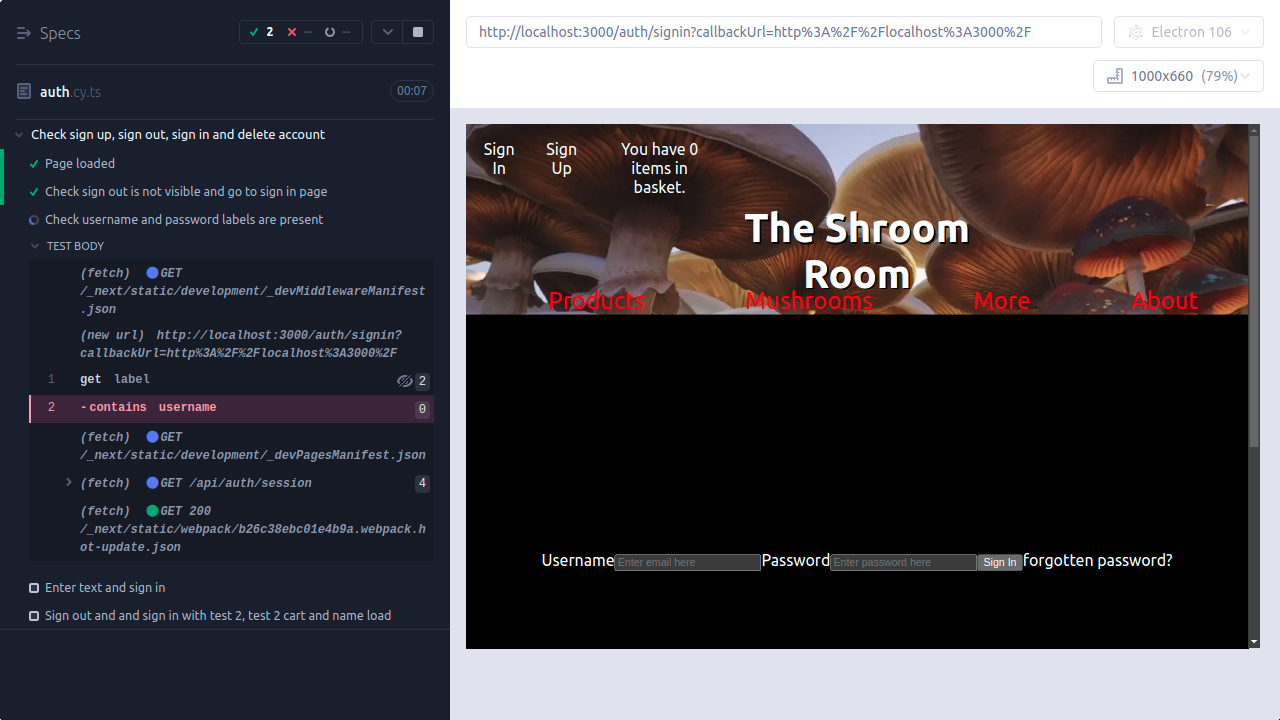 Specs
2
--
--
auth.cy.ts
00:07
Check sign up, sign out, sign in and delete account
Page loaded
Check sign out is not visible and go to sign in page
Check username and password labels are present
TEST BODY
(fetch) GET
/_next/static/development/_devMiddlewareManifest
.json
(new url) http://localhost:3000/auth/signin?
callbackUrl=http%3A%2F%2Flocalhost%3A3000%2F
1 get label 2
2 -contains username 0
(fetch) GET
/_next/static/development/_devPagesManifest.json
(fetch) GET /api/auth/session 4
(fetch) GET 200
/_next/static/webpack/b26c38ebc01e4b9a.webpack.h
ot-update.json
Enter text and sign in
Sign out and and sign in with test 2, test 2 cart and name load
http://localhost:3000/auth/signin?callbackUrl=http%3A%2F%2Flocalhost%3A3000%2F
Electron 106
1000x660 (79%)
Sign
In
Sign
Up
You have 0
items in
basket.
The Shroom
Room
Products Mushrooms More About
Username Enter email here Password Enter password here Sign In forgotten password?